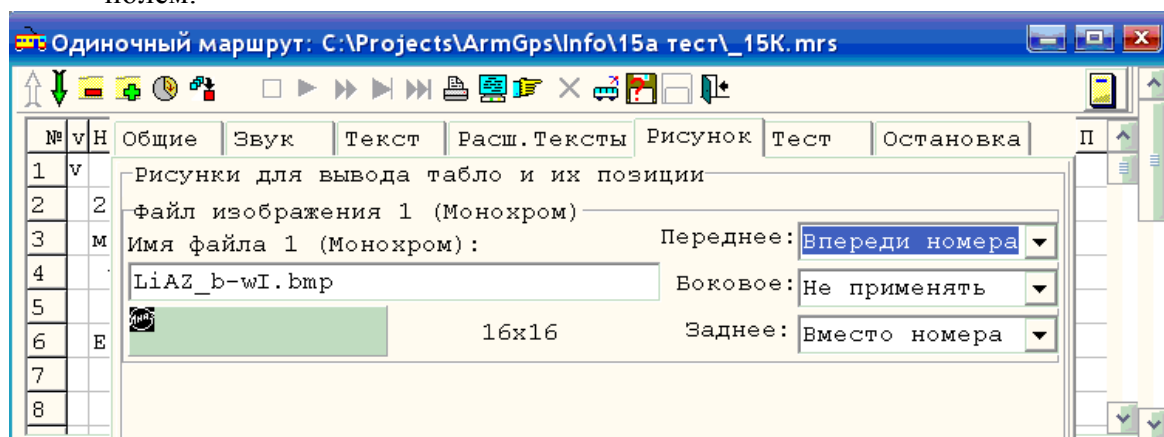 полем.
Одиночный маршрут: C:\Projects\ArmGps\Info\15а тест\_15К.mrs
№ v Н Общие Звук Текст Расш.Тексты Рисунок Тест Остановка П
1 v Рисунки для вывода табло и их позиции
2 2 Файл изображения 1 (Монохром)
3 м Имя файла 1 (Монохром): Переднее: Впереди номера
4 LiAZ_b-wI.bmp Боковое: Не применять
5
6 Е 16x16 Заднее: Вместо номера
7
8